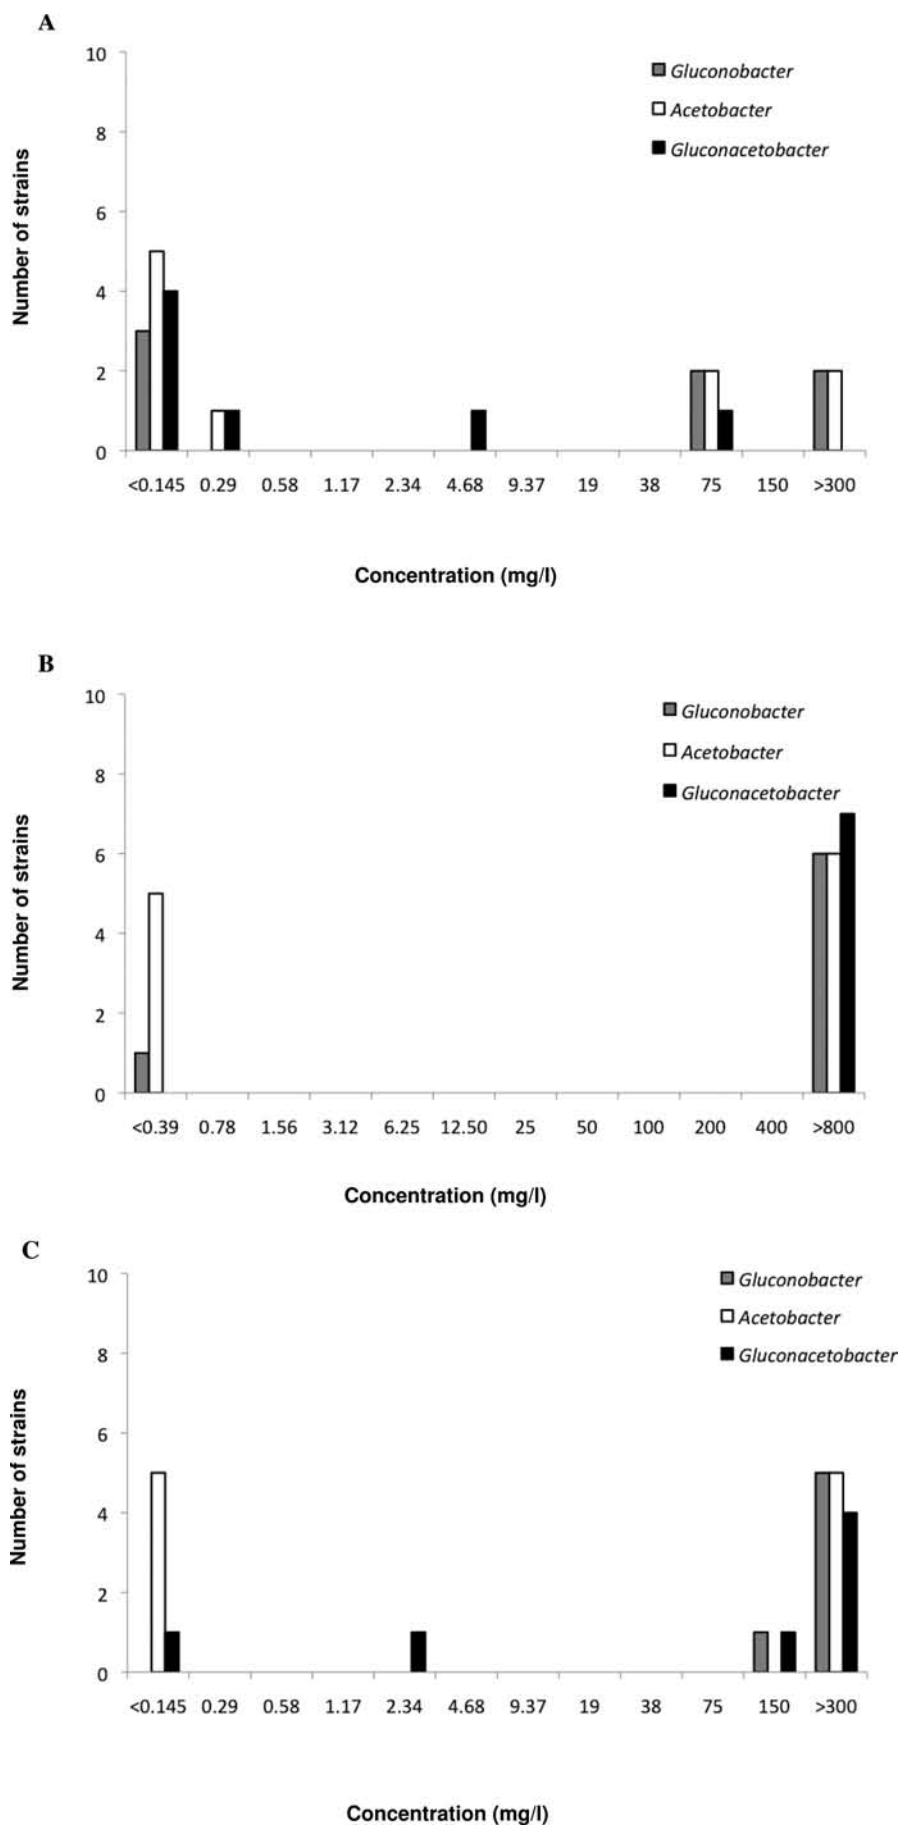 A
10
8
6
4
2
0
Number of strains
Gluconobacter
Acetobacter
Gluconacetobacter
<0.145 0.29 0.58 1.17 2.34 4.68 9.37 19 38 75 150 >300
Concentration (mg/l)
B
10
8
6
4
2
0
Number of strains
Gluconobacter
Acetobacter
Gluconacetobacter
<0.39 0.78 1.56 3.12 6.25 12.50 25 50 100 200 400 >800
Concentration (mg/l)
C
10
8
6
4
2
0
Number of strains
Gluconobacter
Acetobacter
Gluconacetobacter
<0.145 0.29 0.58 1.17 2.34 4.68 9.37 19 38 75 150 >300
Concentration (mg/l)